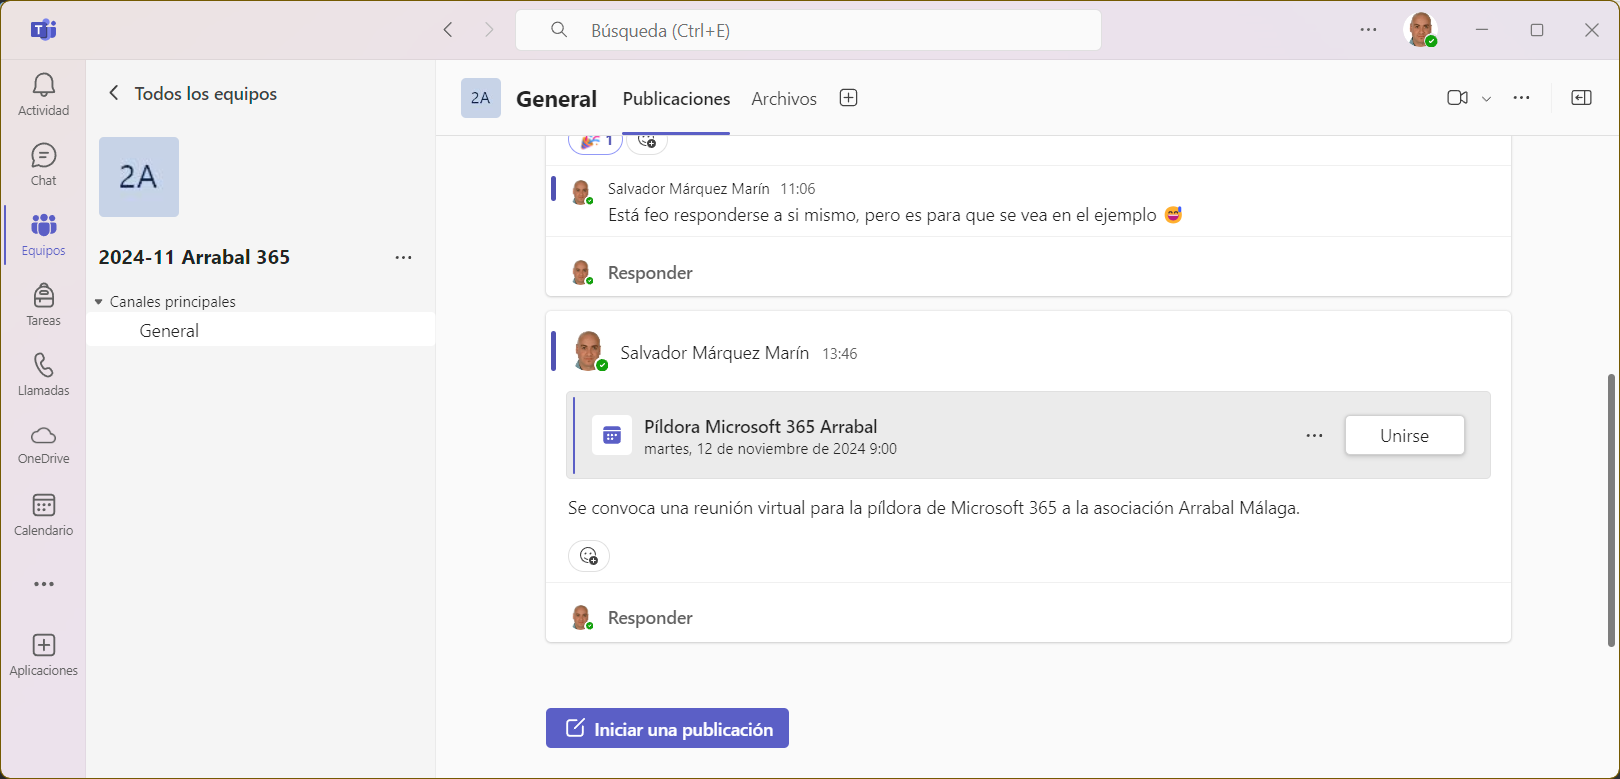 Búsqueda (Ctrl+E)
Actividad
Chat
Equipos
Tareas
Llamadas
OneDrive
Calendario
Aplicaciones
Todos los equipos
2A
2024-11 Arrabal 365
Canales principales
General
2A
General
Publicaciones
Archivos
1
Salvador Márquez Marín 11:06
Está feo responderse a si mismo, pero es para que se vea en el ejemplo 😅
Responder
Salvador Márquez Marín 13:46
Píldora Microsoft 365 Arrabal
martes, 12 de noviembre de 2024 9:00
Unirse
Se convoca una reunión virtual para la píldora de Microsoft 365 a la asociación Arrabal Málaga.
Responder
Iniciar una publicación